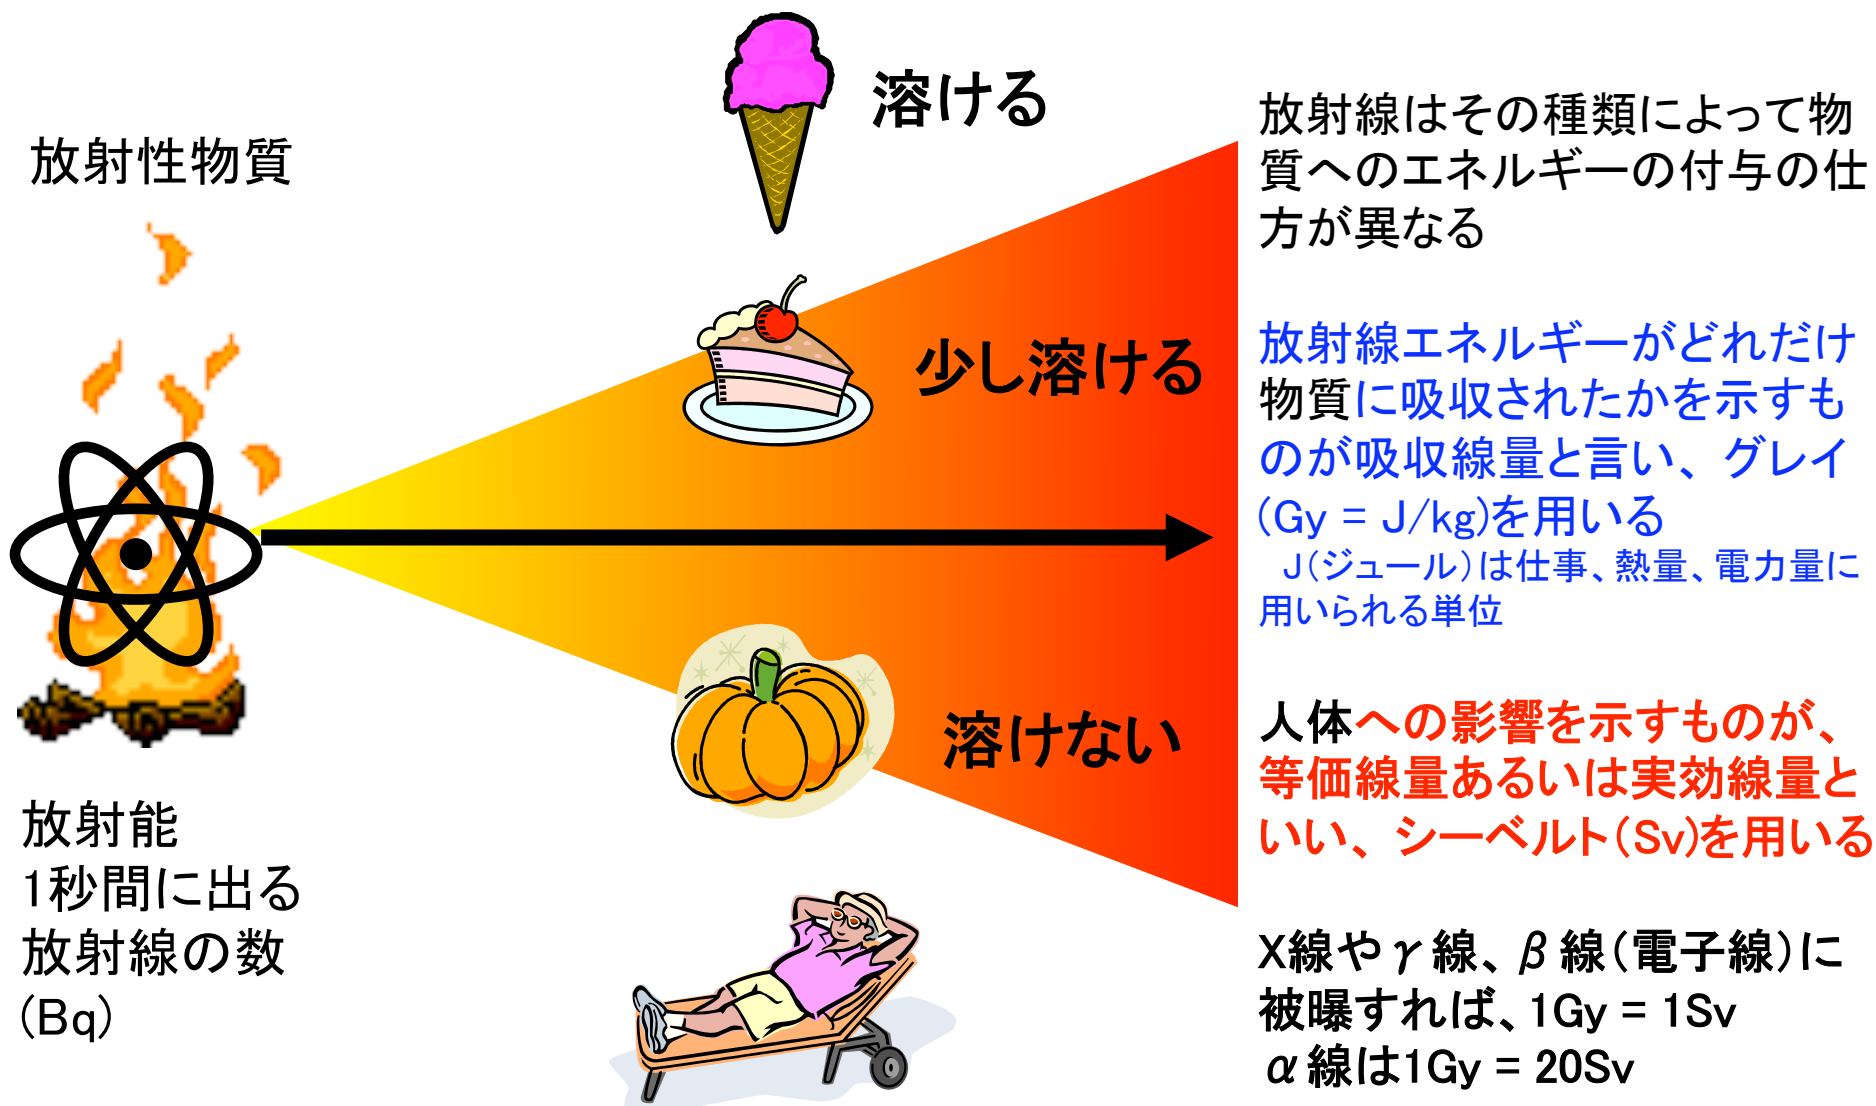 放射性物質
放射能
1秒間に出る
放射線の数
(Bq)
溶ける
少し溶ける
溶けない
放射線はその種類によって物
質へのエネルギーの付与の仕
方が異なる
放射線エネルギーがどれだけ
物質に吸収されたかを示すも
のが吸収線量と言い、グレイ
(Gy = J/kg)を用いる
J(ジュール)は仕事、熱量、電力量に
用いられる単位
人体への影響を示すものが、
等価線量あるいは実効線量と
いい、シーベルト(Sv)を用いる
X線やγ線、β線(電子線)に
被曝すれば、1Gy = 1Sv
α線は1Gy = 20Sv